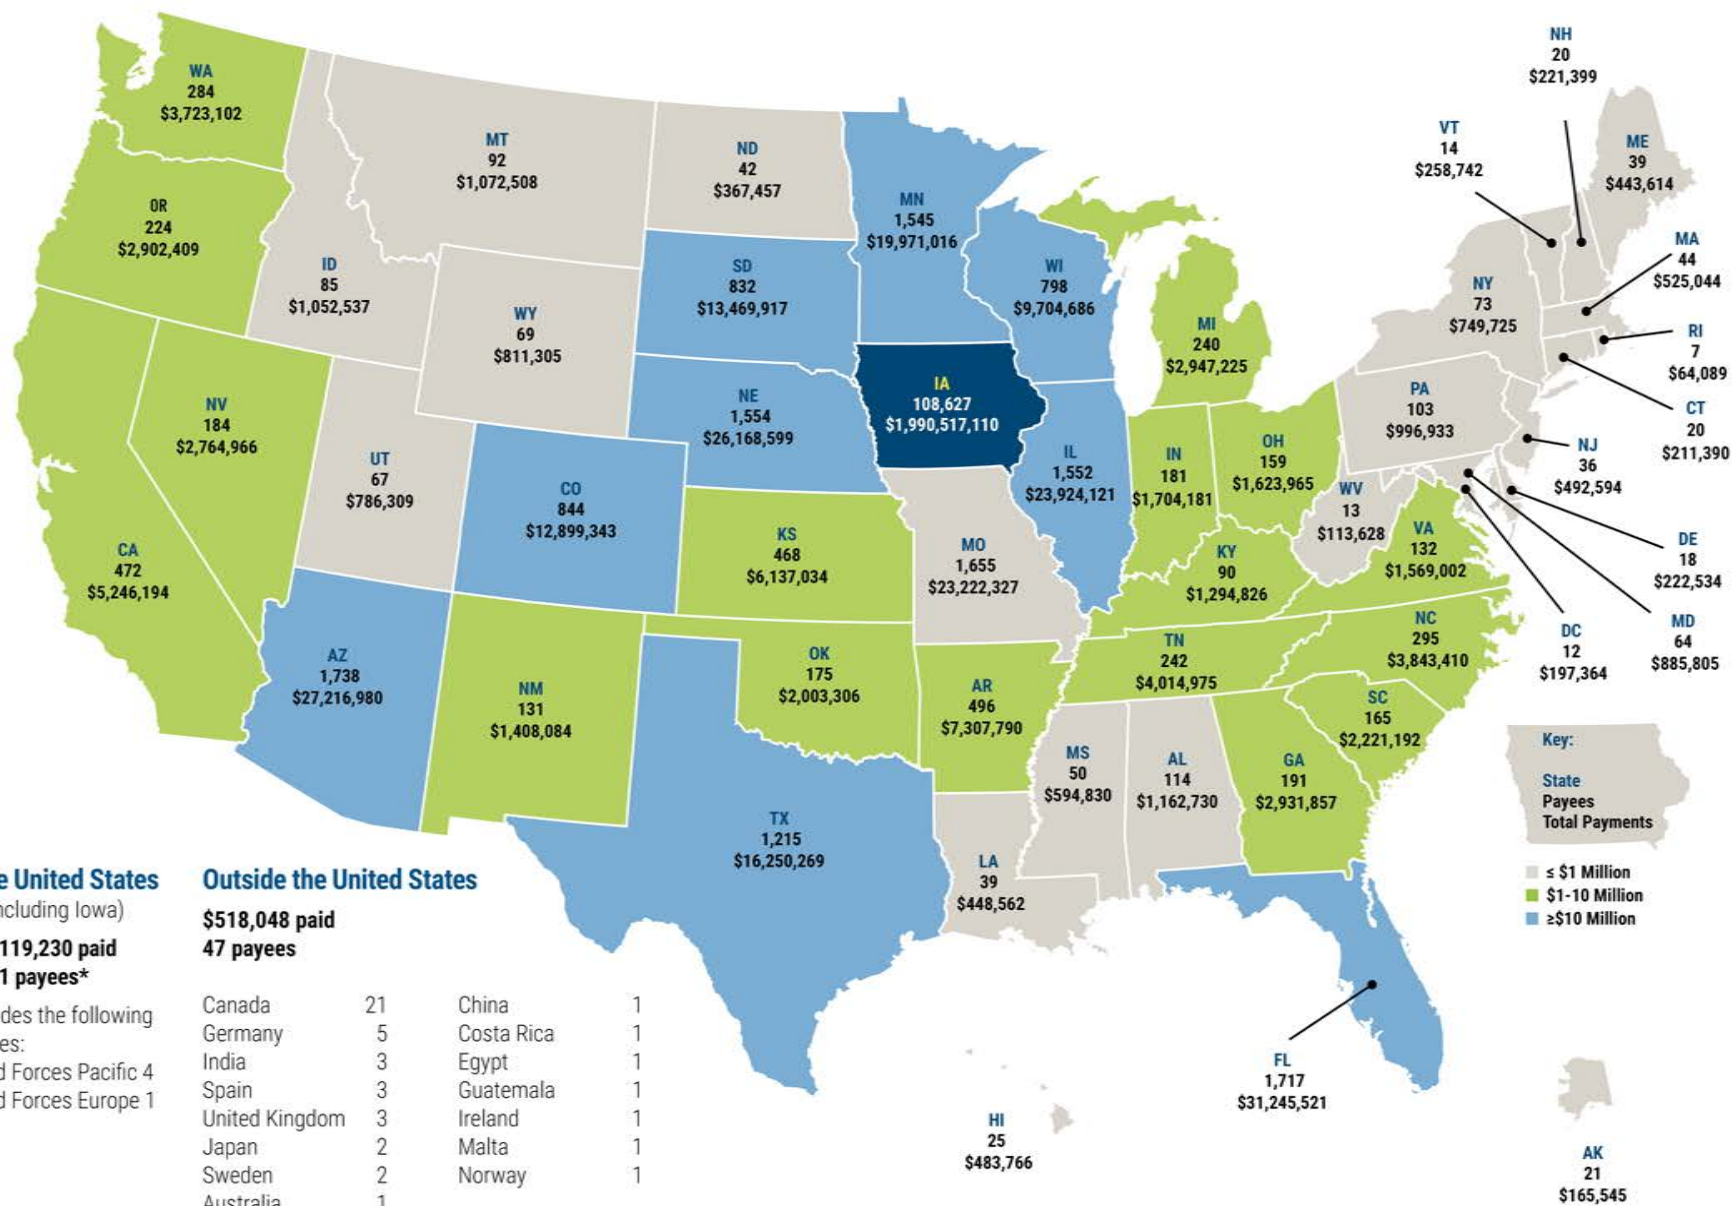 WA
284
$3,723,102
OR
224
$2,902,409
CA
472
$5,246,194
NV
184
$2,764,966
ID
85
$1,052,537
MT
92
$1,072,508
WY
69
$811,305
UT
67
$786,309
CO
844
$12,899,343
AZ
1,738
$27,216,980
NM
131
$1,408,084
ND
42
$367,457
SD
832
$13,469,917
NE
1,554
$26,168,599
KS
468
$6,137,034
OK
175
$2,003,306
TX
1,215
$16,250,269
MN
1,545
$19,971,016
IA
108,627
$1,990,517,110
MO
1,655
$23,222,327
AR
496
$7,307,790
LA
39
$448,562
WI
798
$9,704,686
IL
1,552
$23,924,121
MI
240
$2,947,225
IN
181
$1,704,181
OH
159
$1,623,965
KY
90
$1,294,826
TN
242
$4,014,975
MS
50
$594,830
AL
114
$1,162,730
GA
191
$2,931,857
FL
1,717
$31,245,521
SC
165
$2,221,192
NC
295
$3,843,410
VA
132
$1,569,002
WV
13
$113,628
PA
103
$996,933
NY
73
$749,725
VT
14
$258,742
NH
20
$221,399
ME
39
$443,614
MA
44
$525,044
RI
7
$64,089
CT
20
$211,390
NJ
36
$492,594
DE
18
$222,534
MD
64
$885,805
DC
12
$197,364
HI
25
$483,766
AK
21
$165,545
Key:
State
Payees
Total Payments
≤ $1 Million
$1-10 Million
≥$10 Million
e United States
ncluding Iowa)
119,230 paid
1 payees*
des the following
es:
d Forces Pacific 4
d Forces Europe 1
Outside the United States
$518,048 paid
47 payees
Canada 21
Germany 5
India 3
Spain 3
United Kingdom 3
Japan 2
Sweden 2
Australia 1
China 1
Costa Rica 1
Egypt 1
Guatemala 1
Ireland 1
Malta 1
Norway 1